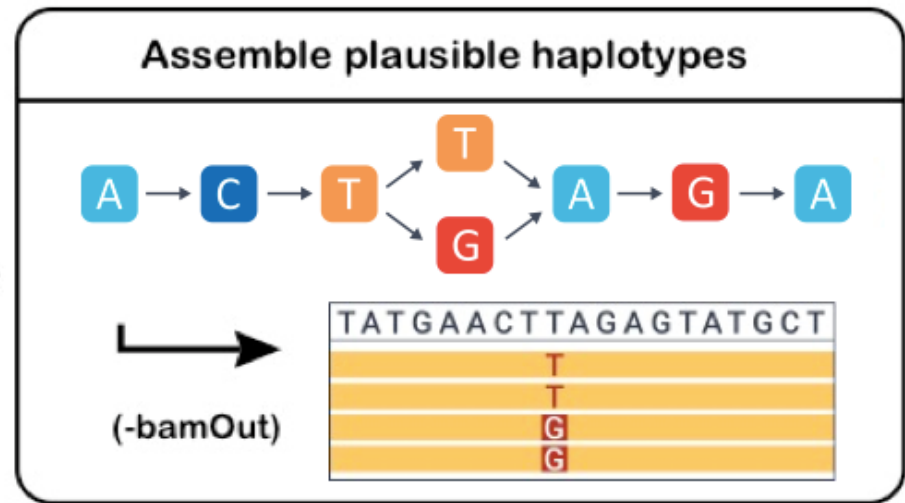 Assemble plausible haplotypes
T
A C T A G A
G
TATGAACTTAGAGTATGCT
T
T
(-bamOut) G
G